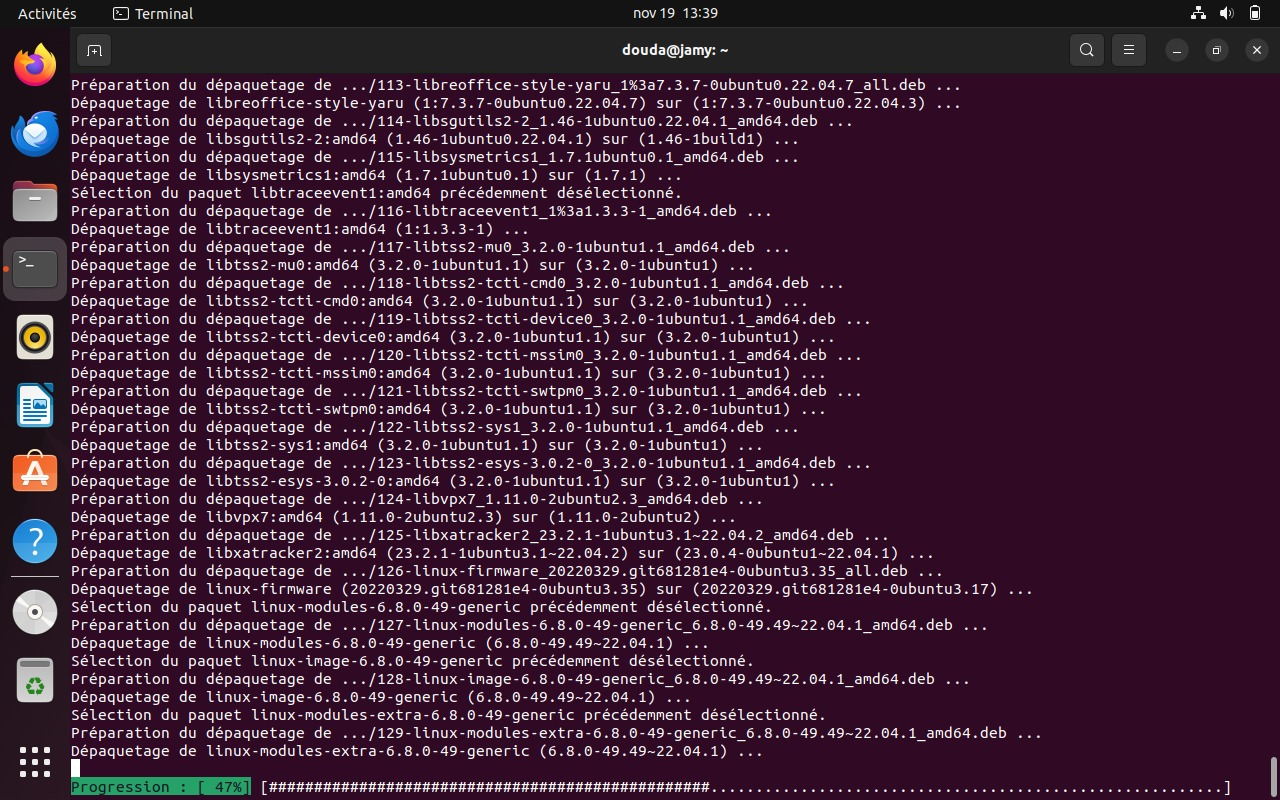 Activités
Terminal
nov 19 13:39
douda@jamy: ~
Préparation du dépaquetage de .../113-libreoffice-style-yaru_1%3a7.3.7-0ubuntu0.22.04.7_all.deb ...
Dépaquetage de libreoffice-style-yaru (1:7.3.7-0ubuntu0.22.04.7) sur (1:7.3.7-0ubuntu0.22.04.3) ...
Préparation du dépaquetage de .../114-libsgutils2-2_1.46-1ubuntu0.22.04.1_amd64.deb ...
Dépaquetage de libsgutils2-2:amd64 (1.46-1ubuntu0.22.04.1) sur (1.46-1build1) ...
Préparation du dépaquetage de .../115-libsysmetrics1_1.7.1ubuntu0.1_amd64.deb ...
Dépaquetage de libsysmetrics1:amd64 (1.7.1ubuntu0.1) sur (1.7.1) ...
Sélection du paquet libtraceevent1:amd64 précédemment désélectionné.
Préparation du dépaquetage de .../116-libtraceevent1_1%3a1.3.3-1_amd64.deb ...
Dépaquetage de libtraceevent1:amd64 (1:1.3.3-1) ...
Préparation du dépaquetage de .../117-libtss2-mu0_3.2.0-1ubuntu1.1_amd64.deb ...
Dépaquetage de libtss2-mu0:amd64 (3.2.0-1ubuntu1.1) sur (3.2.0-1ubuntu1) ...
Préparation du dépaquetage de .../118-libtss2-tcti-cmd0_3.2.0-1ubuntu1.1_amd64.deb ...
Dépaquetage de libtss2-tcti-cmd0:amd64 (3.2.0-1ubuntu1.1) sur (3.2.0-1ubuntu1) ...
Préparation du dépaquetage de .../119-libtss2-tcti-device0_3.2.0-1ubuntu1.1_amd64.deb ...
Dépaquetage de libtss2-tcti-device0:amd64 (3.2.0-1ubuntu1.1) sur (3.2.0-1ubuntu1) ...
Préparation du dépaquetage de .../120-libtss2-tcti-mssim0_3.2.0-1ubuntu1.1_amd64.deb ...
Dépaquetage de libtss2-tcti-mssim0:amd64 (3.2.0-1ubuntu1.1) sur (3.2.0-1ubuntu1) ...
Préparation du dépaquetage de .../121-libtss2-tcti-swtpm0_3.2.0-1ubuntu1.1_amd64.deb ...
Dépaquetage de libtss2-tcti-swtpm0:amd64 (3.2.0-1ubuntu1.1) sur (3.2.0-1ubuntu1) ...
Préparation du dépaquetage de .../122-libtss2-sys1_3.2.0-1ubuntu1.1_amd64.deb ...
Dépaquetage de libtss2-sys1:amd64 (3.2.0-1ubuntu1.1) sur (3.2.0-1ubuntu1) ...
Préparation du dépaquetage de .../123-libtss2-esys-3.0.2-0_3.2.0-1ubuntu1.1_amd64.deb ...
Dépaquetage de libtss2-esys-3.0.2-0:amd64 (3.2.0-1ubuntu1.1) sur (3.2.0-1ubuntu1) ...
Préparation du dépaquetage de .../124-libvpx7_1.11.0-2ubuntu2.3_amd64.deb ...
Dépaquetage de libvpx7:amd64 (1.11.0-2ubuntu2.3) sur (1.11.0-2ubuntu2) ...
Préparation du dépaquetage de .../125-libxatracker2_23.2.1-1ubuntu3.1~22.04.2_amd64.deb ...
Dépaquetage de libxatracker2:amd64 (23.2.1-1ubuntu3.1~22.04.2) sur (23.0.4-0ubuntu1~22.04.1) ...
Préparation du dépaquetage de .../126-linux-firmware_20220329.git681281e4-0ubuntu3.35_all.deb ...
Dépaquetage de linux-firmware (20220329.git681281e4-0ubuntu3.35) sur (20220329.git681281e4-0ubuntu3.17) ...
Sélection du paquet linux-modules-6.8.0-49-generic précédemment désélectionné.
Préparation du dépaquetage de .../127-linux-modules-6.8.0-49-generic_6.8.0-49.49~22.04.1_amd64.deb ...
Dépaquetage de linux-modules-6.8.0-49-generic (6.8.0-49.49~22.04.1) ...
Sélection du paquet linux-image-6.8.0-49-generic précédemment désélectionné.
Préparation du dépaquetage de .../128-linux-image-6.8.0-49-generic_6.8.0-49.49~22.04.1_amd64.deb ...
Dépaquetage de linux-image-6.8.0-49-generic (6.8.0-49.49~22.04.1) ...
Sélection du paquet linux-modules-extra-6.8.0-49-generic précédemment désélectionné.
Préparation du dépaquetage de .../129-linux-modules-extra-6.8.0-49-generic_6.8.0-49.49~22.04.1_amd64.deb ...
Dépaquetage de linux-modules-extra-6.8.0-49-generic (6.8.0-49.49~22.04.1) ...
Progression : [ 47%] [#################################################.........................................................]